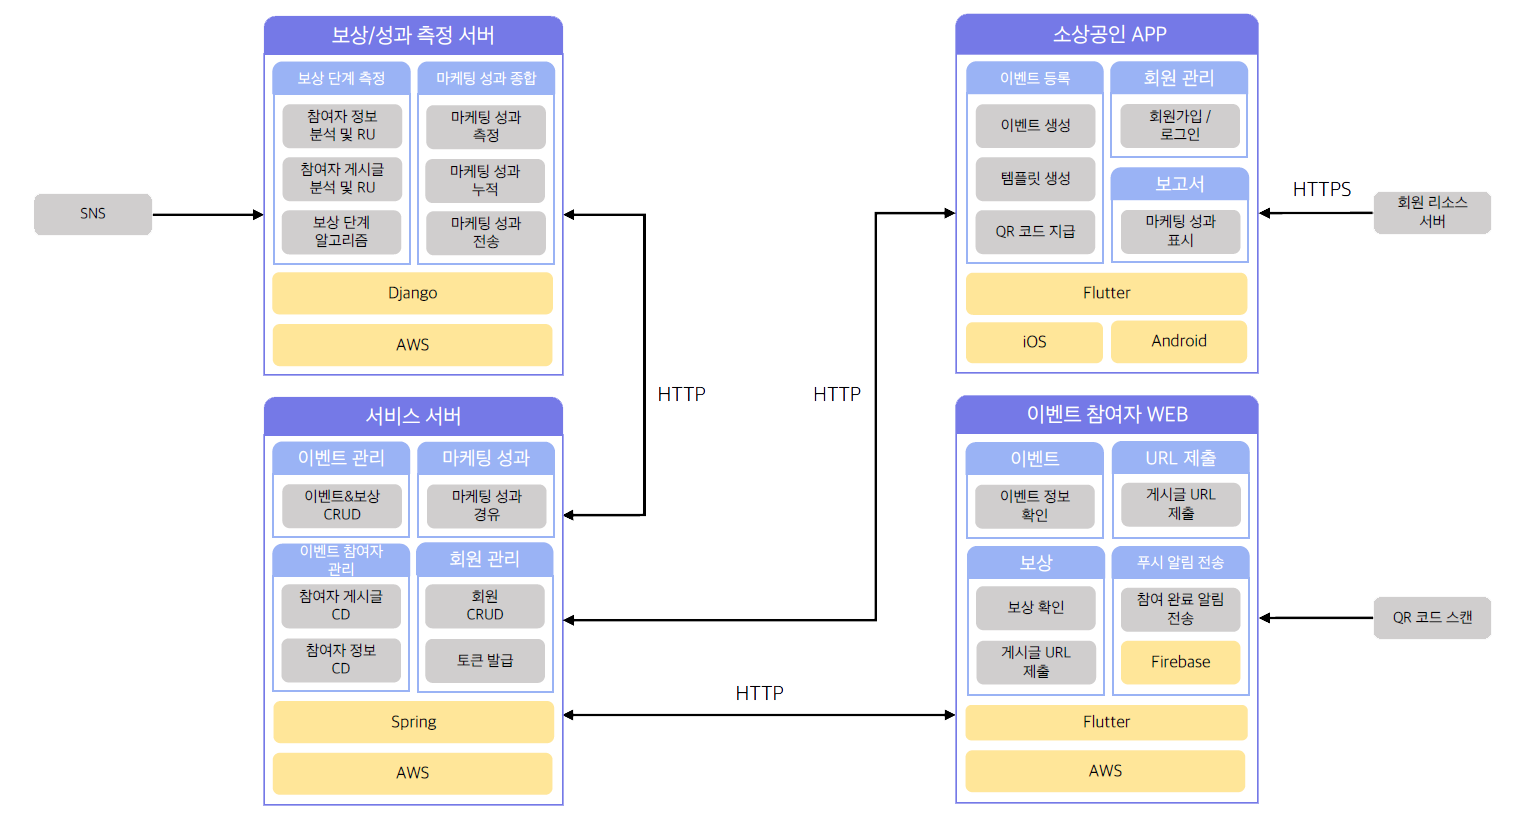 SNS
보상/성과 측정 서버
보상 단계 측정
참여자 정보
분석 및 RU
참여자 게시글
분석 및 RU
보상 단계
알고리즘
마케팅 성과 종합
마케팅 성과
측정
마케팅 성과
누적
마케팅 성과
전송
Django
AWS
HTTP
서비스 서버
이벤트 관리
이벤트&보상
CRUD
마케팅 성과
마케팅 성과
경유
이벤트 참여자
관리
참여자 게시글
CD
참여자 정보
CD
회원 관리
회원
CRUD
토큰 발급
Spring
AWS
HTTP
HTTP
소상공인 APP
이벤트 등록
이벤트 생성
템플릿 생성
QR 코드 지급
회원 관리
회원가입 /
로그인
보고서
마케팅 성과
표시
Flutter
iOS
Android
HTTPS
회원 리소스
서버
이벤트 참여자 WEB
이벤트
이벤트 정보
확인
URL 제출
게시글 URL
제출
보상
보상 확인
게시글 URL
제출
푸시 알림 전송
참여 완료 알림
전송
Firebase
Flutter
AWS
QR 코드 스캔